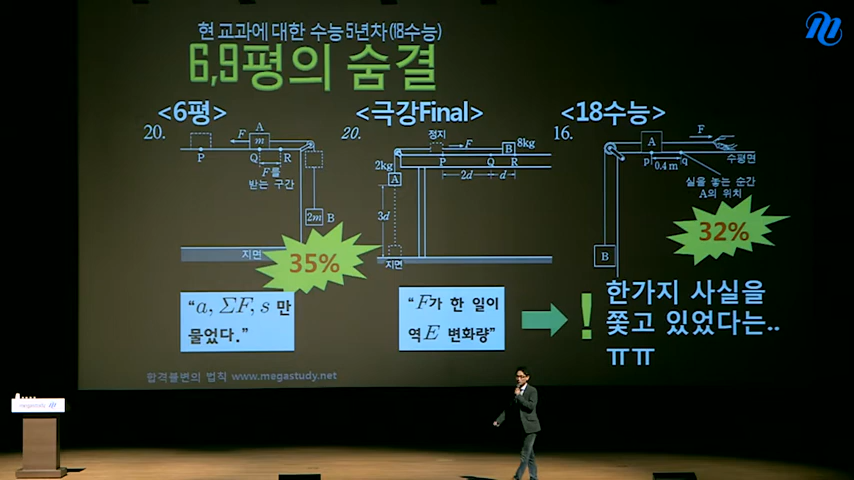 현 교과에 대한 수능 5년차 (18수능)
6,9평의 숨결
<6평>
<극강Final>
<18수능>
20.
A
F
m
P
Q
R
F를
받는 구간
2m
B
지면
35%
20.
정지
F
B
8kg
2kg
A
P
Q
R
2d
d
3d
지면
16.
A
F
p
q
0.4 m
수평면
실을 놓는 순간
A의 위치
B
32%
“a, ΣF, s 만
물었다.”
“F가 한 일이
역E 변화량”
!
한가지 사실을
쫓고 있었다는..
ㅠㅠ
합격불변의 법칙 www.megastudy.net
megastudy